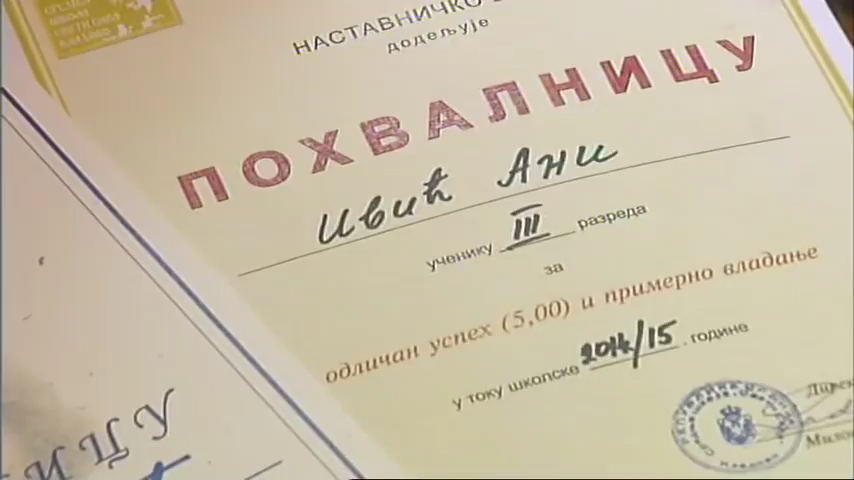 НАСТАВНИЧКО
додељује
ПОХВАЛНИЦУ
Ивић Ани
ученику III разреда
за
одличан успех (5,00) и примерно владање
у току школске 2014/15. године